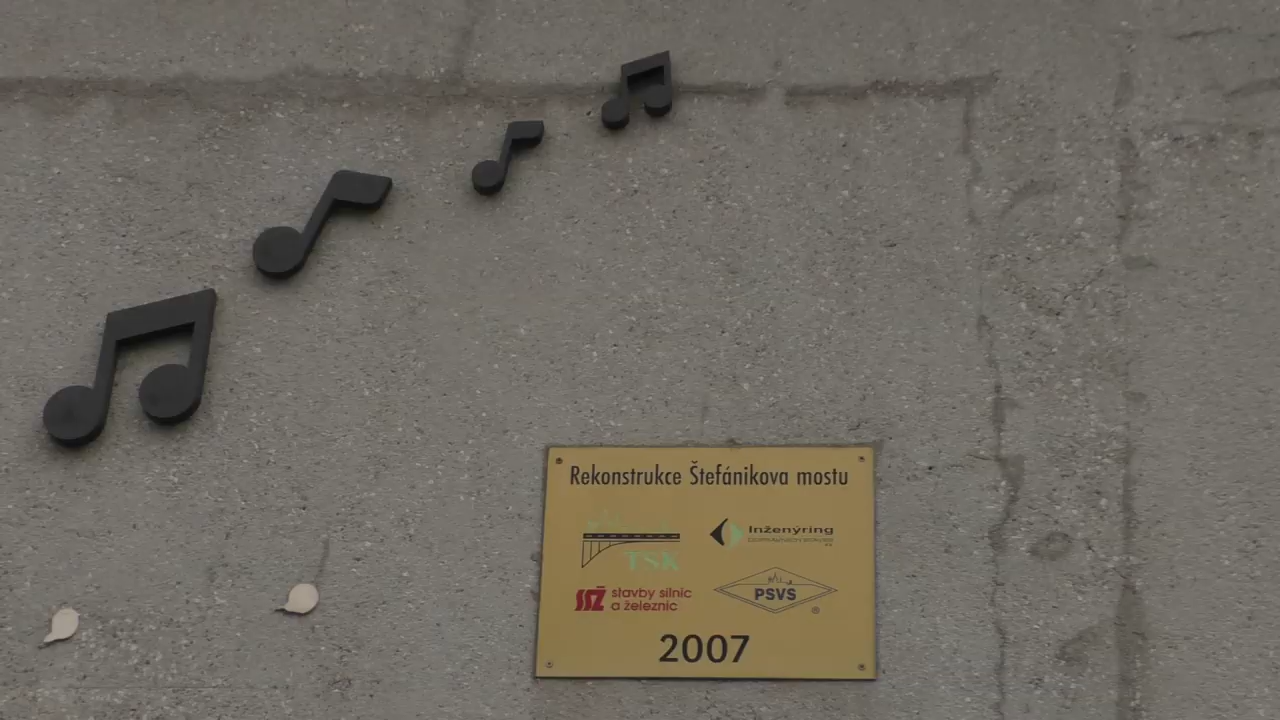 Rekonstrukce Štefánikova mostu
TSK
Inženýring
SSŽ stavby silnic
a železnic
PSVS
®
2007